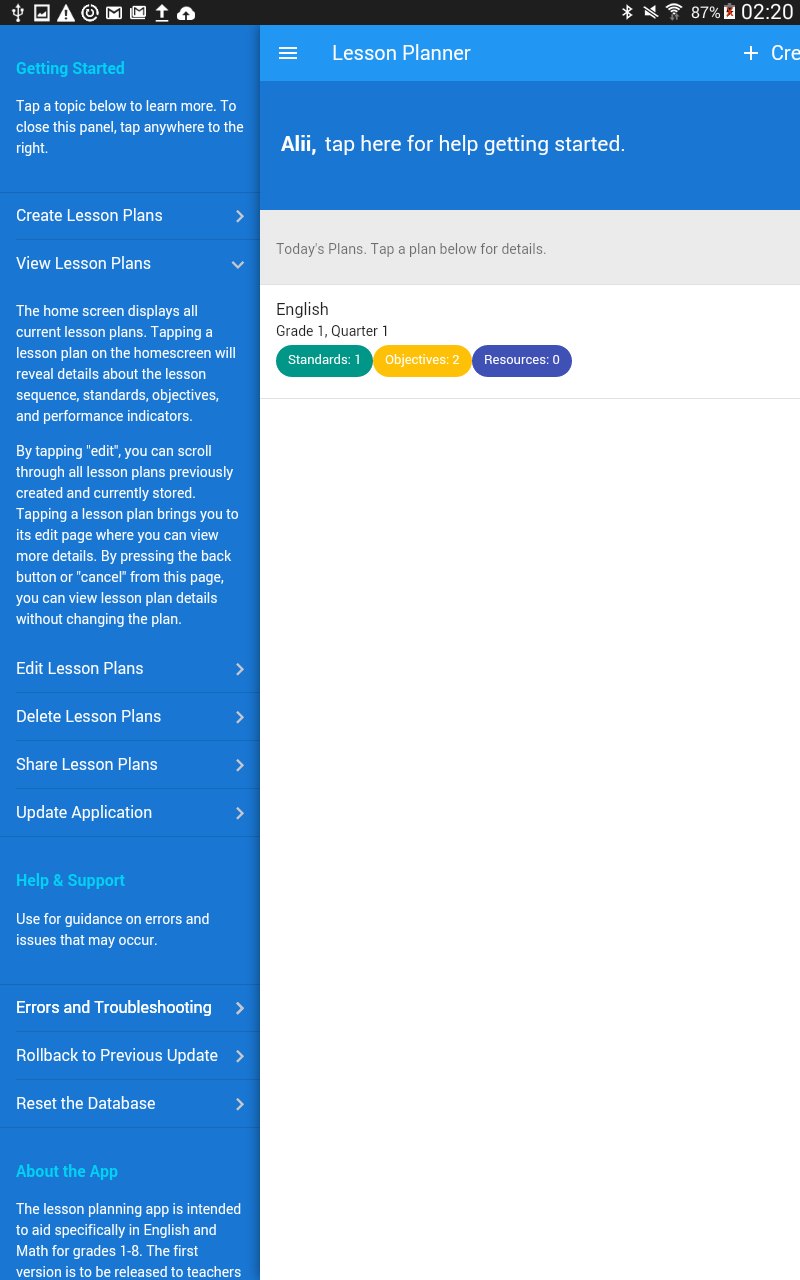 87% 02:20
Getting Started
Tap a topic below to learn more. To
close this panel, tap anywhere to the
right.
Create Lesson Plans
View Lesson Plans
The home screen displays all
current lesson plans. Tapping a
lesson plan on the homescreen will
reveal details about the lesson
sequence, standards, objectives,
and performance indicators.
By tapping "edit", you can scroll
through all lesson plans previously
created and currently stored.
Tapping a lesson plan brings you to
its edit page where you can view
more details. By pressing the back
button or "cancel" from this page,
you can view lesson plan details
without changing the plan.
Edit Lesson Plans
Delete Lesson Plans
Share Lesson Plans
Update Application
Help & Support
Use for guidance on errors and
issues that may occur.
Errors and Troubleshooting
Rollback to Previous Update
Reset the Database
About the App
The lesson planning app is intended
to aid specifically in English and
Math for grades 1-8. The first
version is to be released to teachers
Lesson Planner + Cre
Alii, tap here for help getting started.
Today's Plans. Tap a plan below for details.
English
Grade 1, Quarter 1
Standards: 1 Objectives: 2 Resources: 0